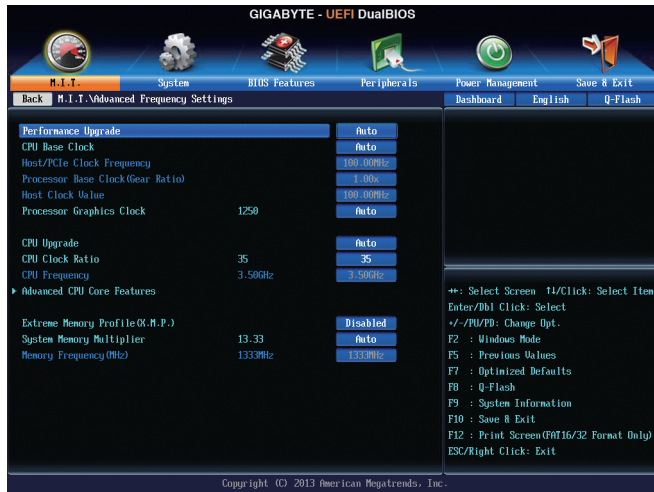 GIGABYTE - UEFI DualBIOS
M.I.T.
System
BIOS Features
Peripherals
Power Management
Save & Exit
Back M.I.T.\Advanced Frequency Settings
Dashboard English Q-Flash
Performance Upgrade Auto
CPU Base Clock Auto
Host/PCIe Clock Frequency 100.00MHz
Processor Base Clock(Gear Ratio) 1.00x
Host Clock Value 100.00MHz
Processor Graphics Clock 1250 Auto
CPU Upgrade Auto
CPU Clock Ratio 35 35
CPU Frequency 3.50GHz 3.50GHz
Advanced CPU Core Features
Extreme Memory Profile(X.M.P.) Disabled
System Memory Multiplier 13.33 Auto
Memory Frequency(MHz) 1333MHz 1333MHz
→←: Select Screen ↑↓/Click: Select Item
Enter/Dbl Click: Select
+/-/PU/PD: Change Opt.
F2 : Windows Mode
F5 : Previous Values
F7 : Optimized Defaults
F8 : Q-Flash
F9 : System Information
F10 : Save & Exit
F12 : Print Screen(FAT16/32 Format Only)
ESC/Right Click: Exit
Copyright (C) 2013 American Megatrends, Inc.